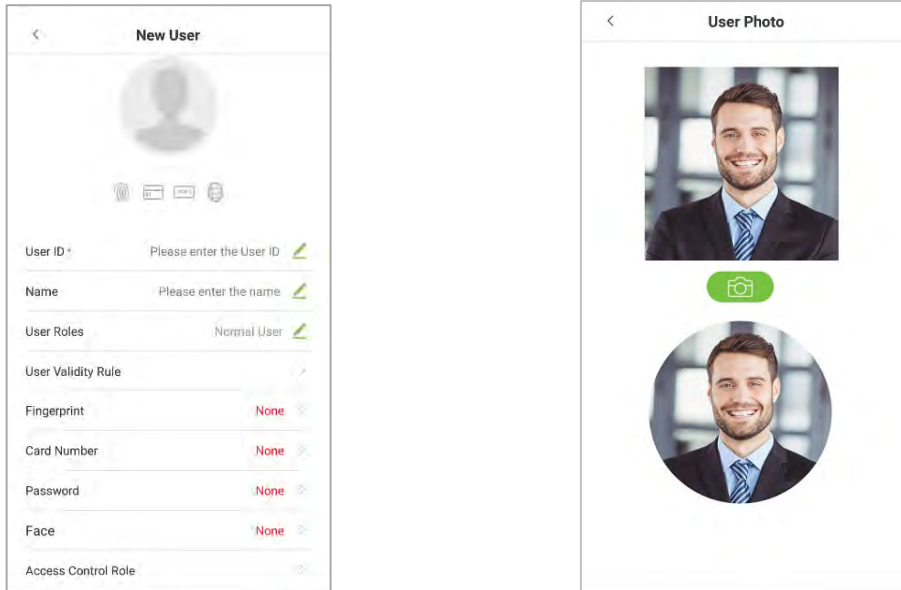 New User
User ID *
Please enter the User ID
Name
Please enter the name
User Roles
Normal User
User Validity Rule
Fingerprint
None
Card Number
None
Password
None
Face
None
Access Control Role
User Photo